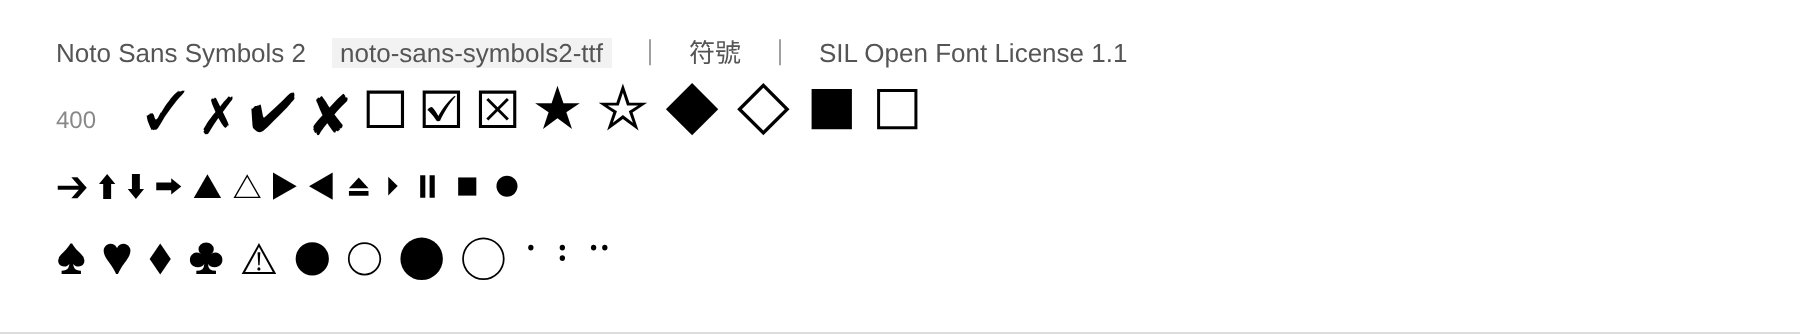 Noto Sans Symbols 2 noto-sans-symbols2-ttf | 符號 | SIL Open Font License 1.1
400 ✓ ✗ ✔ ✘ ☐ ☑ ☒ ★ ☆ ◆ ◇ ■ □
➔ ⬆ ⬇ ⮕ ▲ △ ▶ ◀ ⏏ ⏵ ⏸ ⏹ ⏺
♠ ♥ ♦ ♣ ⚠ ● ○ ⬤ ◯ ⠁ ⠅ ⠉